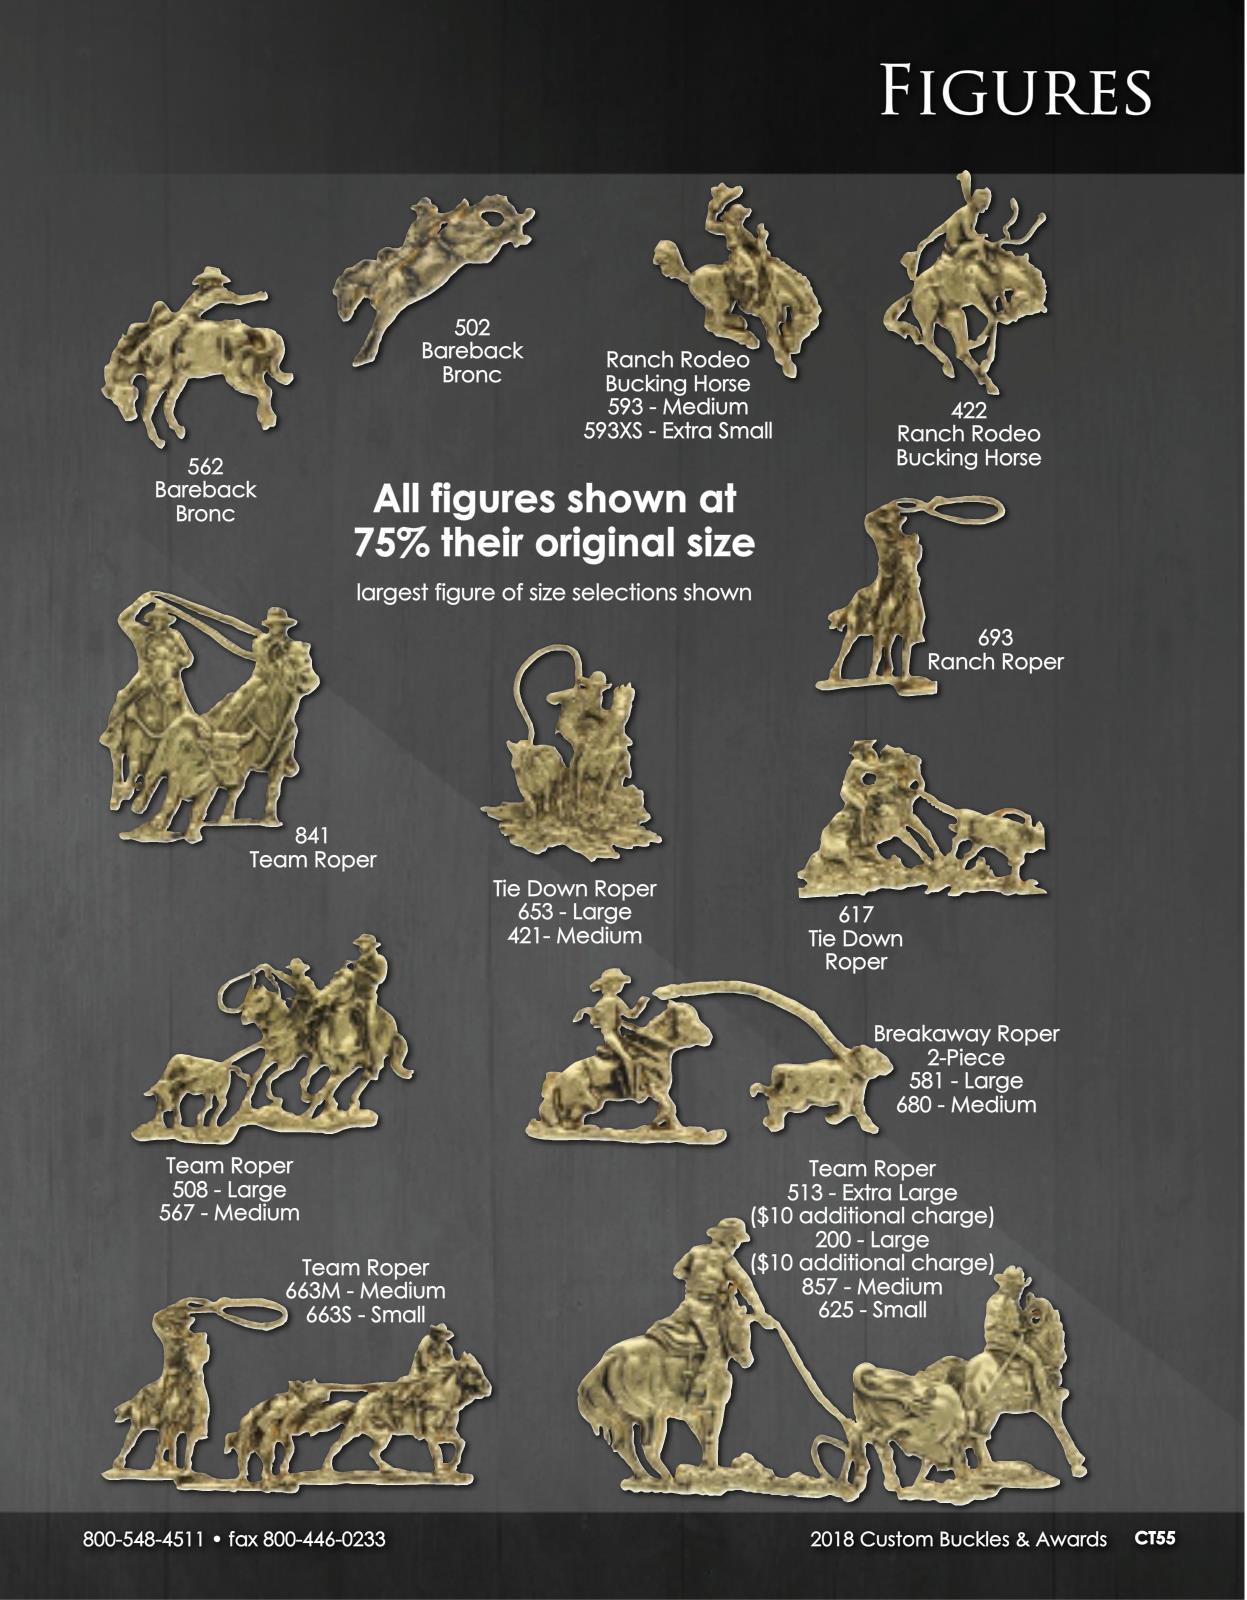 FIGURES
502
Bareback
Bronc
Ranch Rodeo
Bucking Horse
593 - Medium
593XS - Extra Small
422
Ranch Rodeo
Bucking Horse
562
Bareback
Bronc
All figures shown at
75% their original size
largest figure of size selections shown
693
Ranch Roper
841
Team Roper
Tie Down Roper
653 - Large
421- Medium
617
Tie Down
Roper
Breakaway Roper
2-Piece
581 - Large
680 - Medium
Team Roper
508 - Large
567 - Medium
Team Roper
513 - Extra Large
($10 additional charge)
200 - Large
($10 additional charge)
857 - Medium
625 - Small
Team Roper
663M - Medium
663S - Small
800-548-4511 • fax 800-446-0233
2018 Custom Buckles & Awards CT55